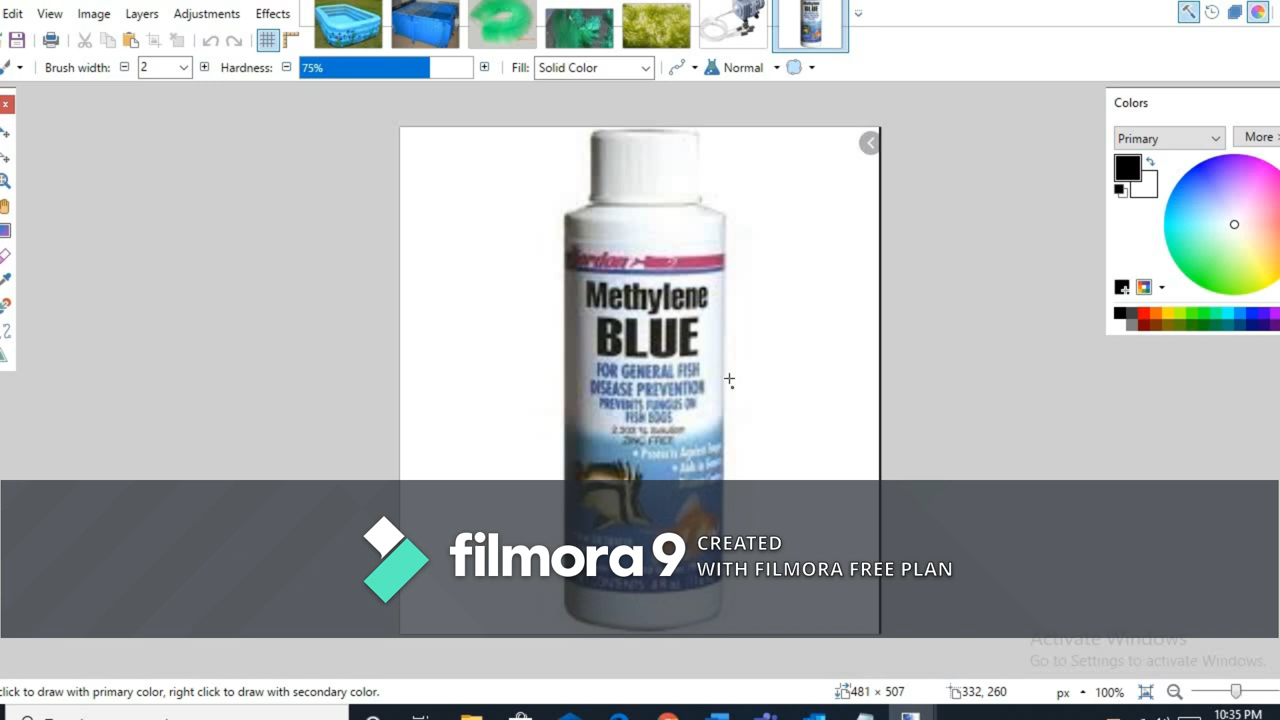 Edit View Image Layers Adjustments Effects
Brush width: 2 Hardness: 75% Fill: Solid Color Normal
Colors
Primary More
Methylene
BLUE
FOR GENERAL FISH
DISEASE PREVENTION
PREVENTS FUNGUS ON
FISH EGGS
ZINC FREE
filmora 9 CREATED
WITH FILMORA FREE PLAN
Activate Windows
Go to Settings to activate Windows.
click to draw with primary color, right click to draw with secondary color.
481 × 507 332, 260 px 100%
10:35 PM